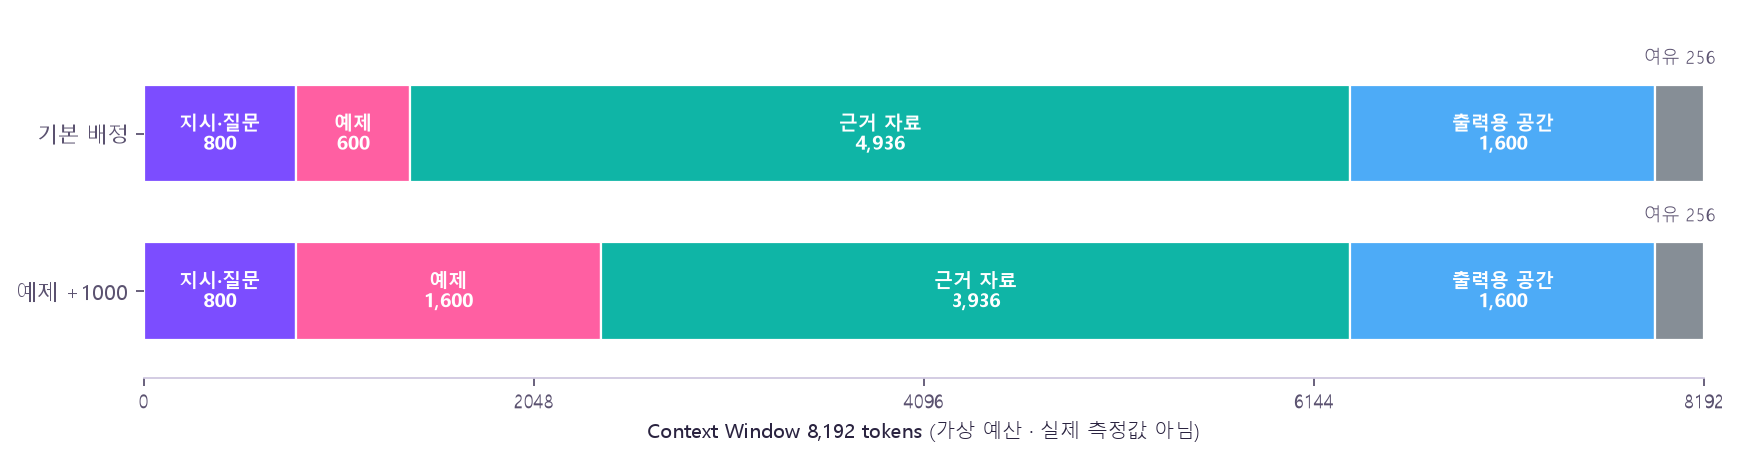 여유 256
기본 배정
지시·질문
800
예제
600
근거 자료
4,936
출력용 공간
1,600
여유 256
예제 +1000
지시·질문
800
예제
1,600
근거 자료
3,936
출력용 공간
1,600
0
2048
4096
6144
8192
Context Window 8,192 tokens (가상 예산 · 실제 측정값 아님)